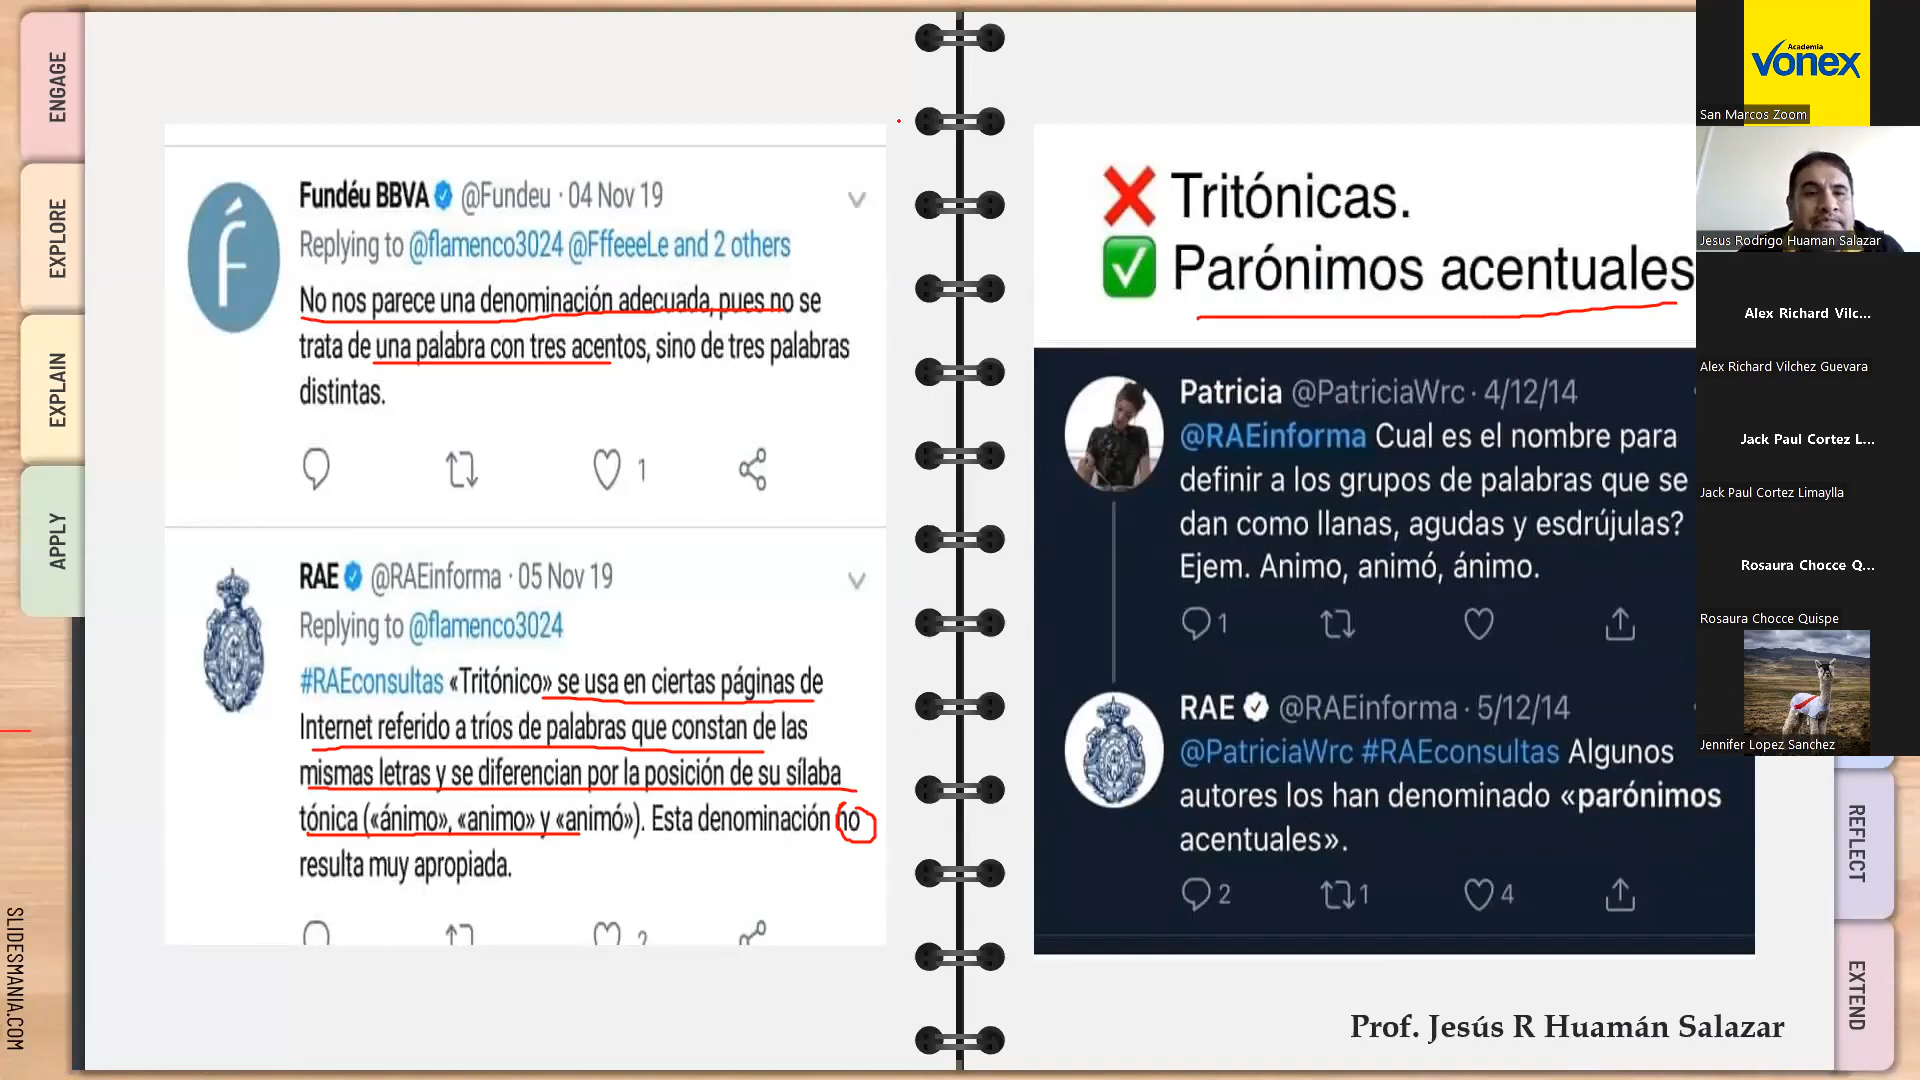 ENGAGE
EXPLORE
EXPLAIN
APPLY
SLIDESMANIA.COM
Fundéu BBVA @Fundeu · 04 Nov 19
Replying to @flamenco3024 @FffeeeLe and 2 others
No nos parece una denominación adecuada, pues no se
trata de una palabra con tres acentos, sino de tres palabras
distintas.
1
RAE @RAEinforma · 05 Nov 19
Replying to @flamenco3024
#RAEconsultas «Tritónico» se usa en ciertas páginas de
Internet referido a tríos de palabras que constan de las
mismas letras y se diferencian por la posición de su sílaba
tónica («ánimo», «animo» y «animó»). Esta denominación no
resulta muy apropiada.
2
Tritónicas.
Parónimos acentuales
Patricia @PatriciaWrc · 4/12/14
@RAEinforma Cual es el nombre para
definir a los grupos de palabras que se
dan como llanas, agudas y esdrújulas?
Ejem. Animo, animó, ánimo.
1
RAE @RAEinforma · 5/12/14
@PatriciaWrc #RAEconsultas Algunos
autores los han denominado «parónimos
acentuales».
2 1 4
Prof. Jesús R Huamán Salazar
Academia
Vonex
San Marcos Zoom
Jesus Rodrigo Huaman Salazar
Alex Richard Vilc...
Alex Richard Vilchez Guevara
Jack Paul Cortez L...
Jack Paul Cortez Limaylla
Rosaura Chocce Q...
Rosaura Chocce Quispe
Jennifer Lopez Sanchez
REFLECT
EXTEND